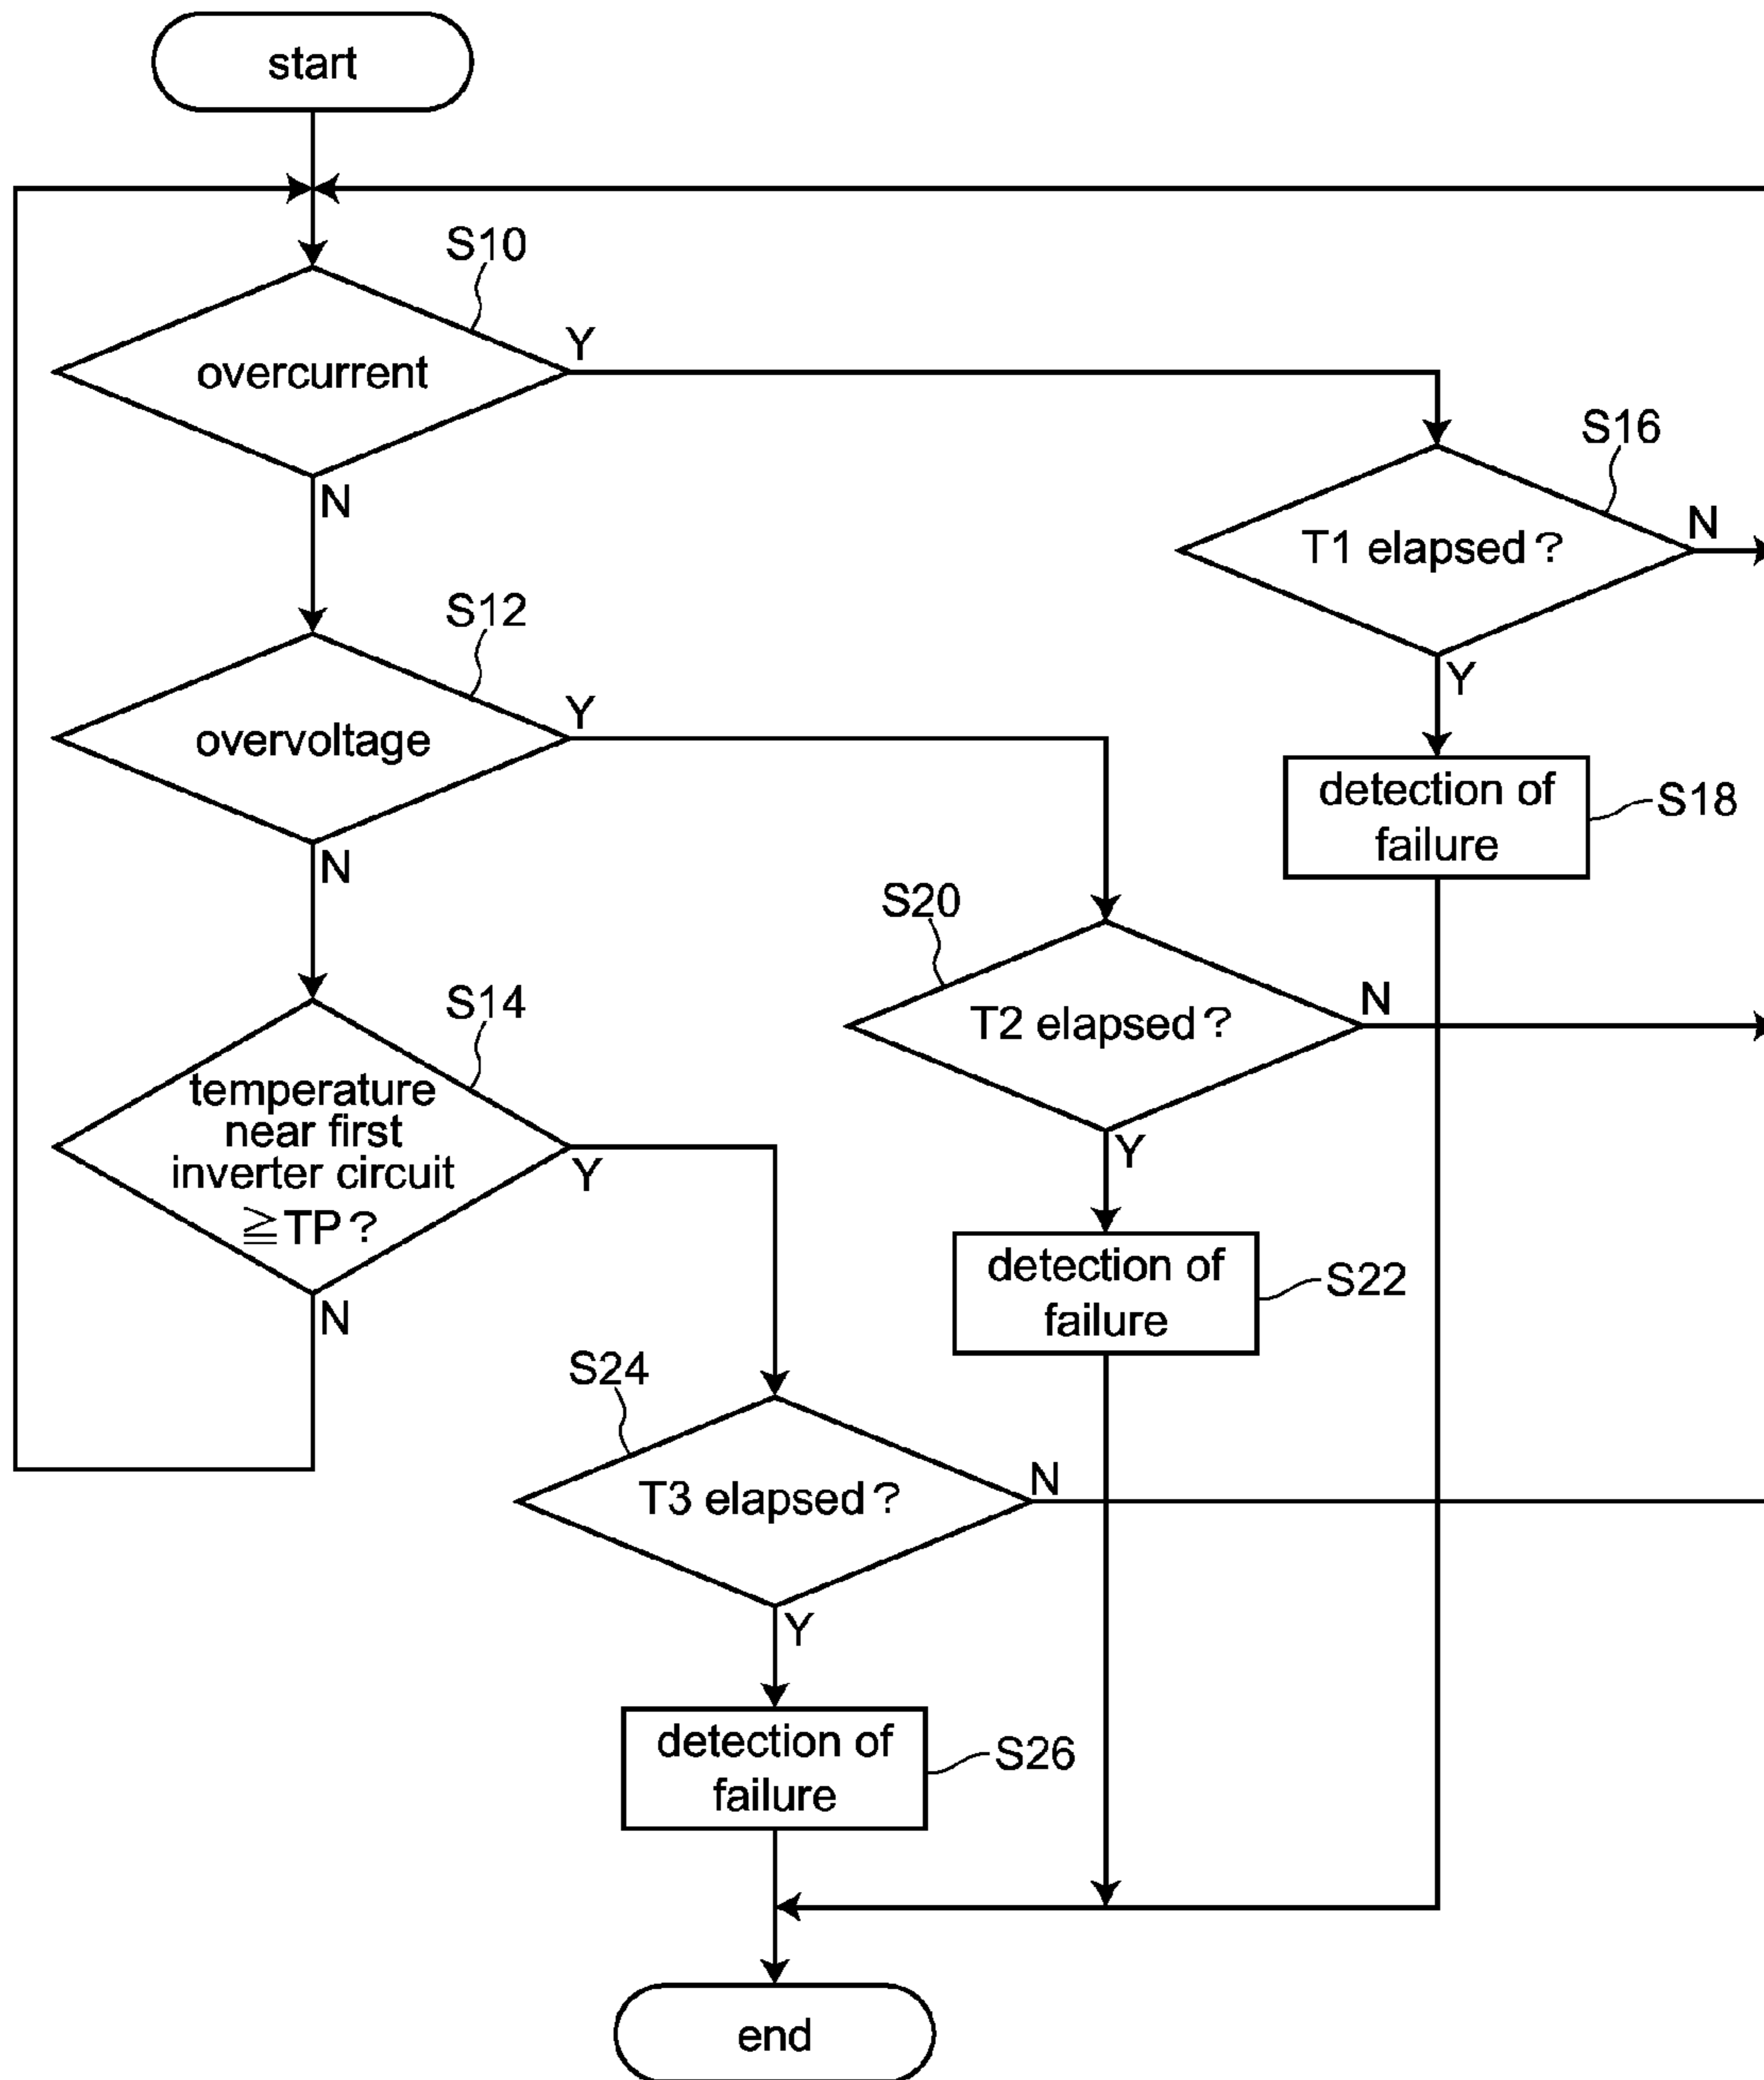 start
S10
overcurrent
Y
N
S16
T1 elapsed?
N
Y
S12
overvoltage
Y
N
detection of
failure
S18
S20
T2 elapsed?
N
Y
S14
temperature
near first
inverter circuit
≧TP?
Y
N
detection of
failure
S22
S24
T3 elapsed?
N
Y
detection of
failure
S26
end